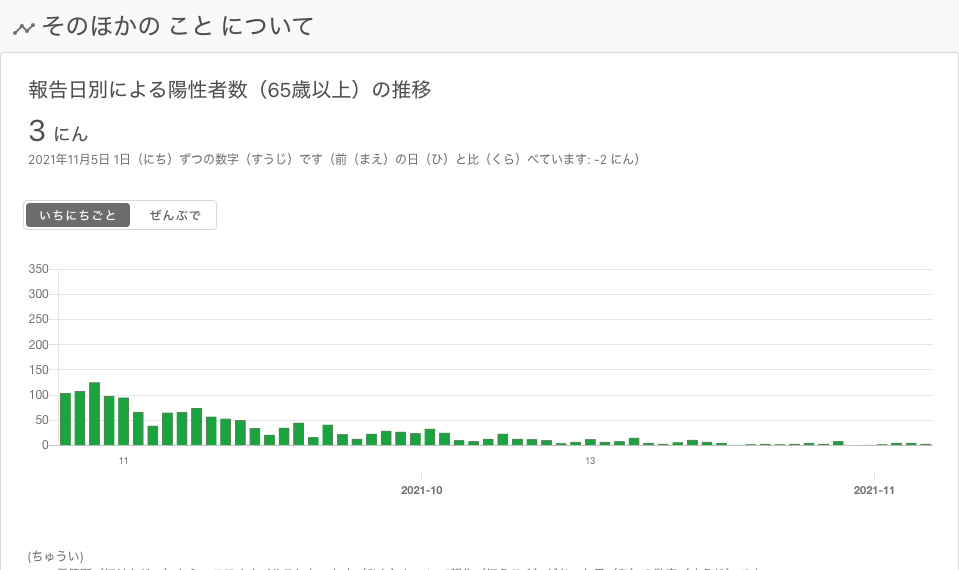 そのほかの こと について
報告日別による陽性者数（65歳以上）の推移
3 にん
2021年11月5日 1日（にち）ずつの数字（すうじ）です（前（まえ）の日（ひ）と比（くら）べています: -2 にん）
いちにちごと ぜんぶで
350
300
250
200
150
100
50
0
11 13
2021-10 2021-11
(ちゅうい)